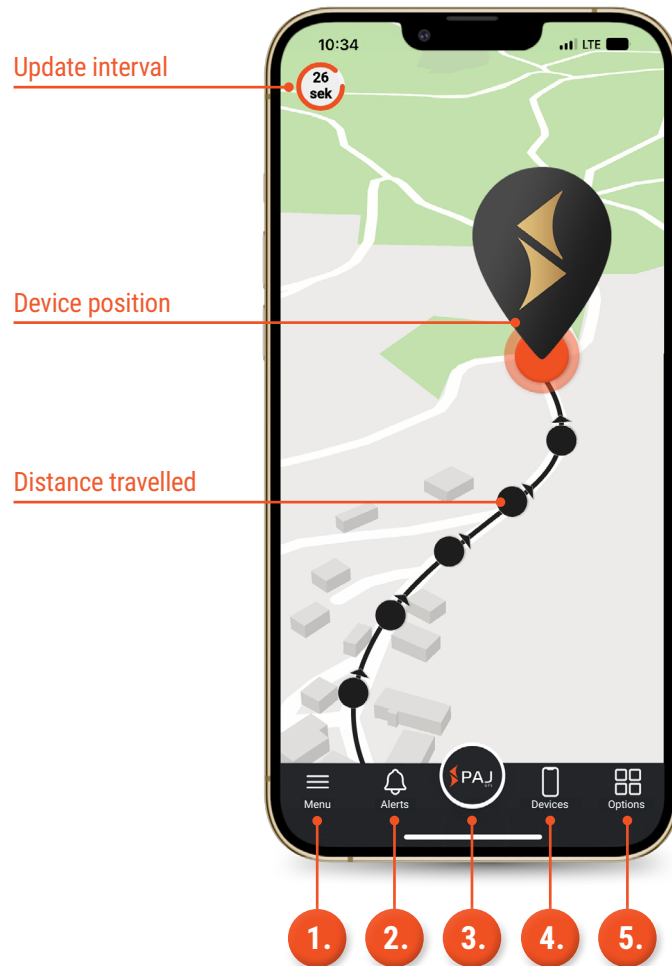 10:34
LTE
Update interval
26
sek
Device position
Distance travelled
PAJ
GPS
Menu
Alerts
Devices
Options
1.
2.
3.
4.
5.